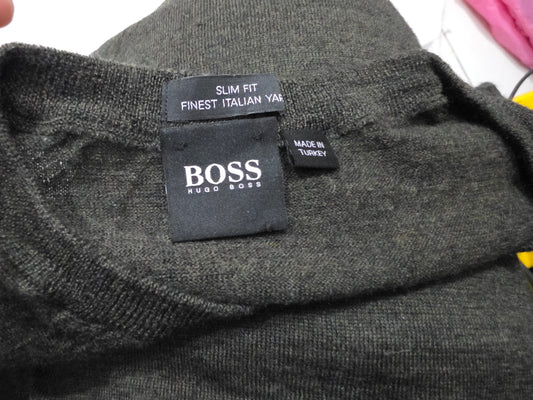 SLIM FIT
FINEST ITALIAN YAR
BOSS
HUGO BOSS
MADE IN
TURKEY